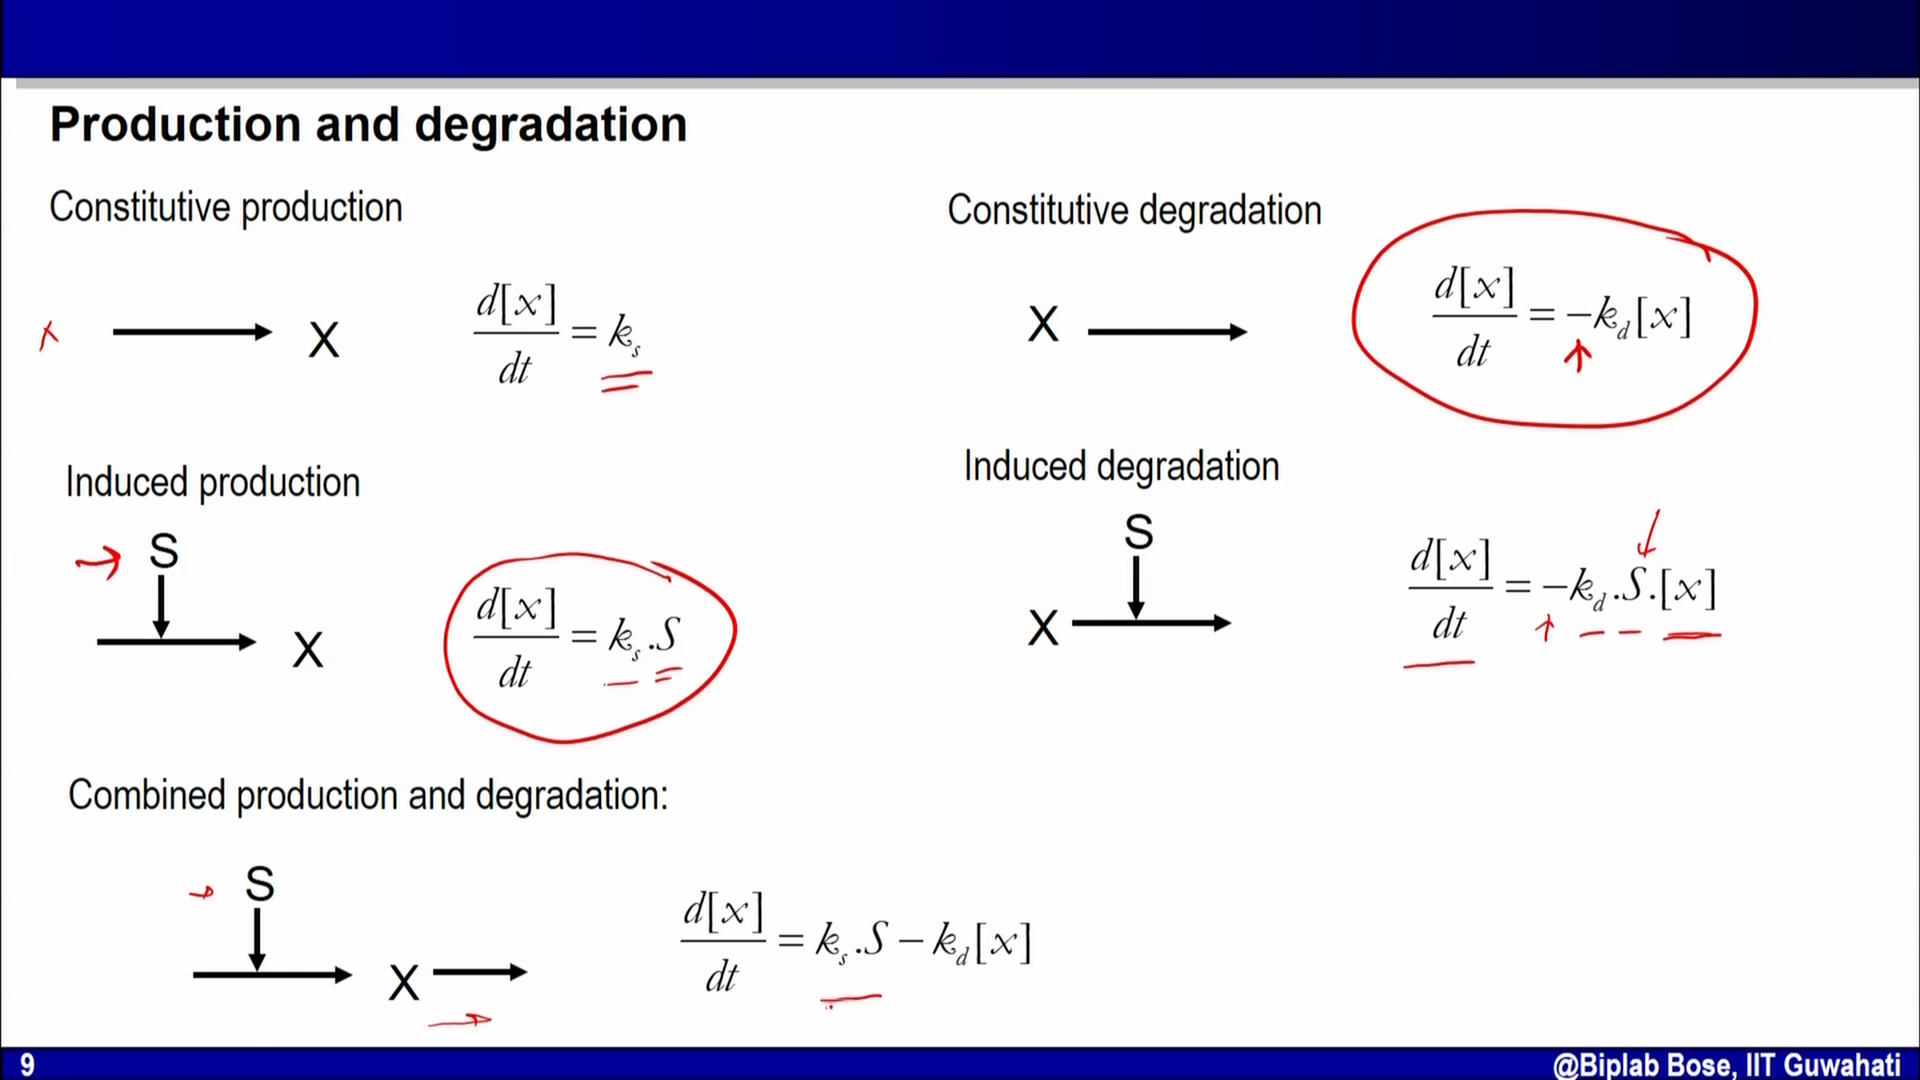 Production and degradation
Constitutive production
x
X
d[x]/dt = k_s
Induced production
S
X
d[x]/dt = k_s.S
Constitutive degradation
X
d[x]/dt = −k_d[x]
Induced degradation
S
X
d[x]/dt = −k_d.S.[x]
Combined production and degradation:
S
X
d[x]/dt = k_s.S − k_d[x]
9
@Biplab Bose, IIT Guwahati